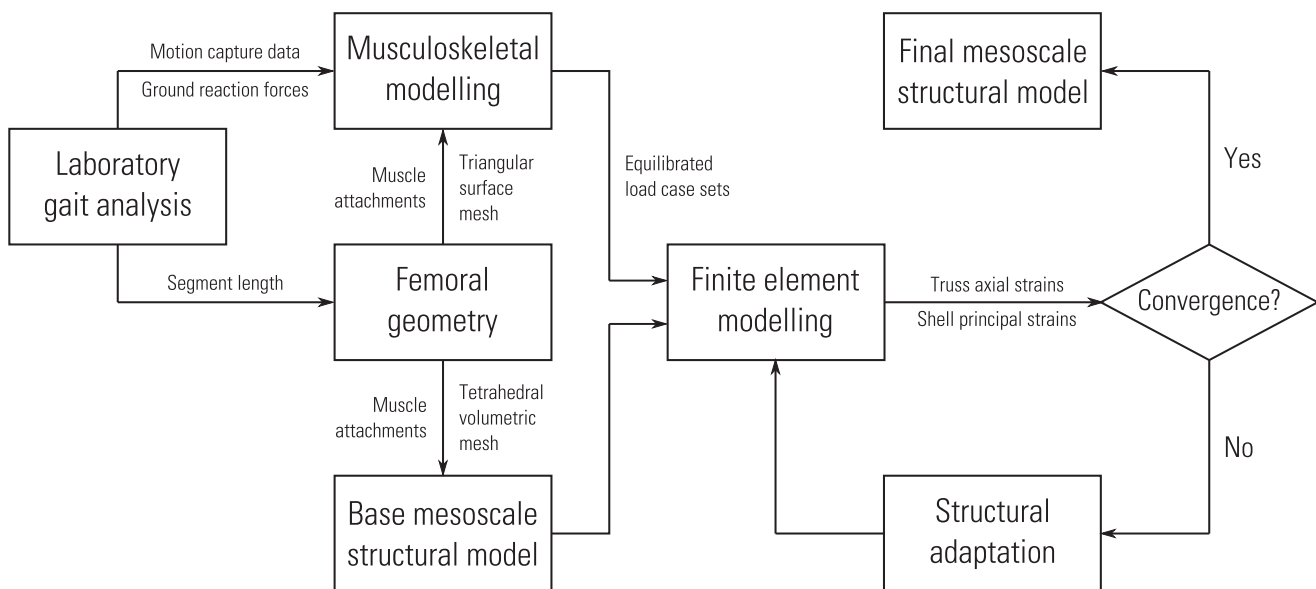 Motion capture data
Ground reaction forces
Musculoskeletal
modelling
Final mesoscale
structural model
Laboratory
gait analysis
Muscle
attachments
Triangular
surface
mesh
Equilibrated
load case sets
Yes
Segment length
Femoral
geometry
Finite element
modelling
Truss axial strains
Shell principal strains
Convergence?
Muscle
attachments
Tetrahedral
volumetric
mesh
No
Base mesoscale
structural model
Structural
adaptation